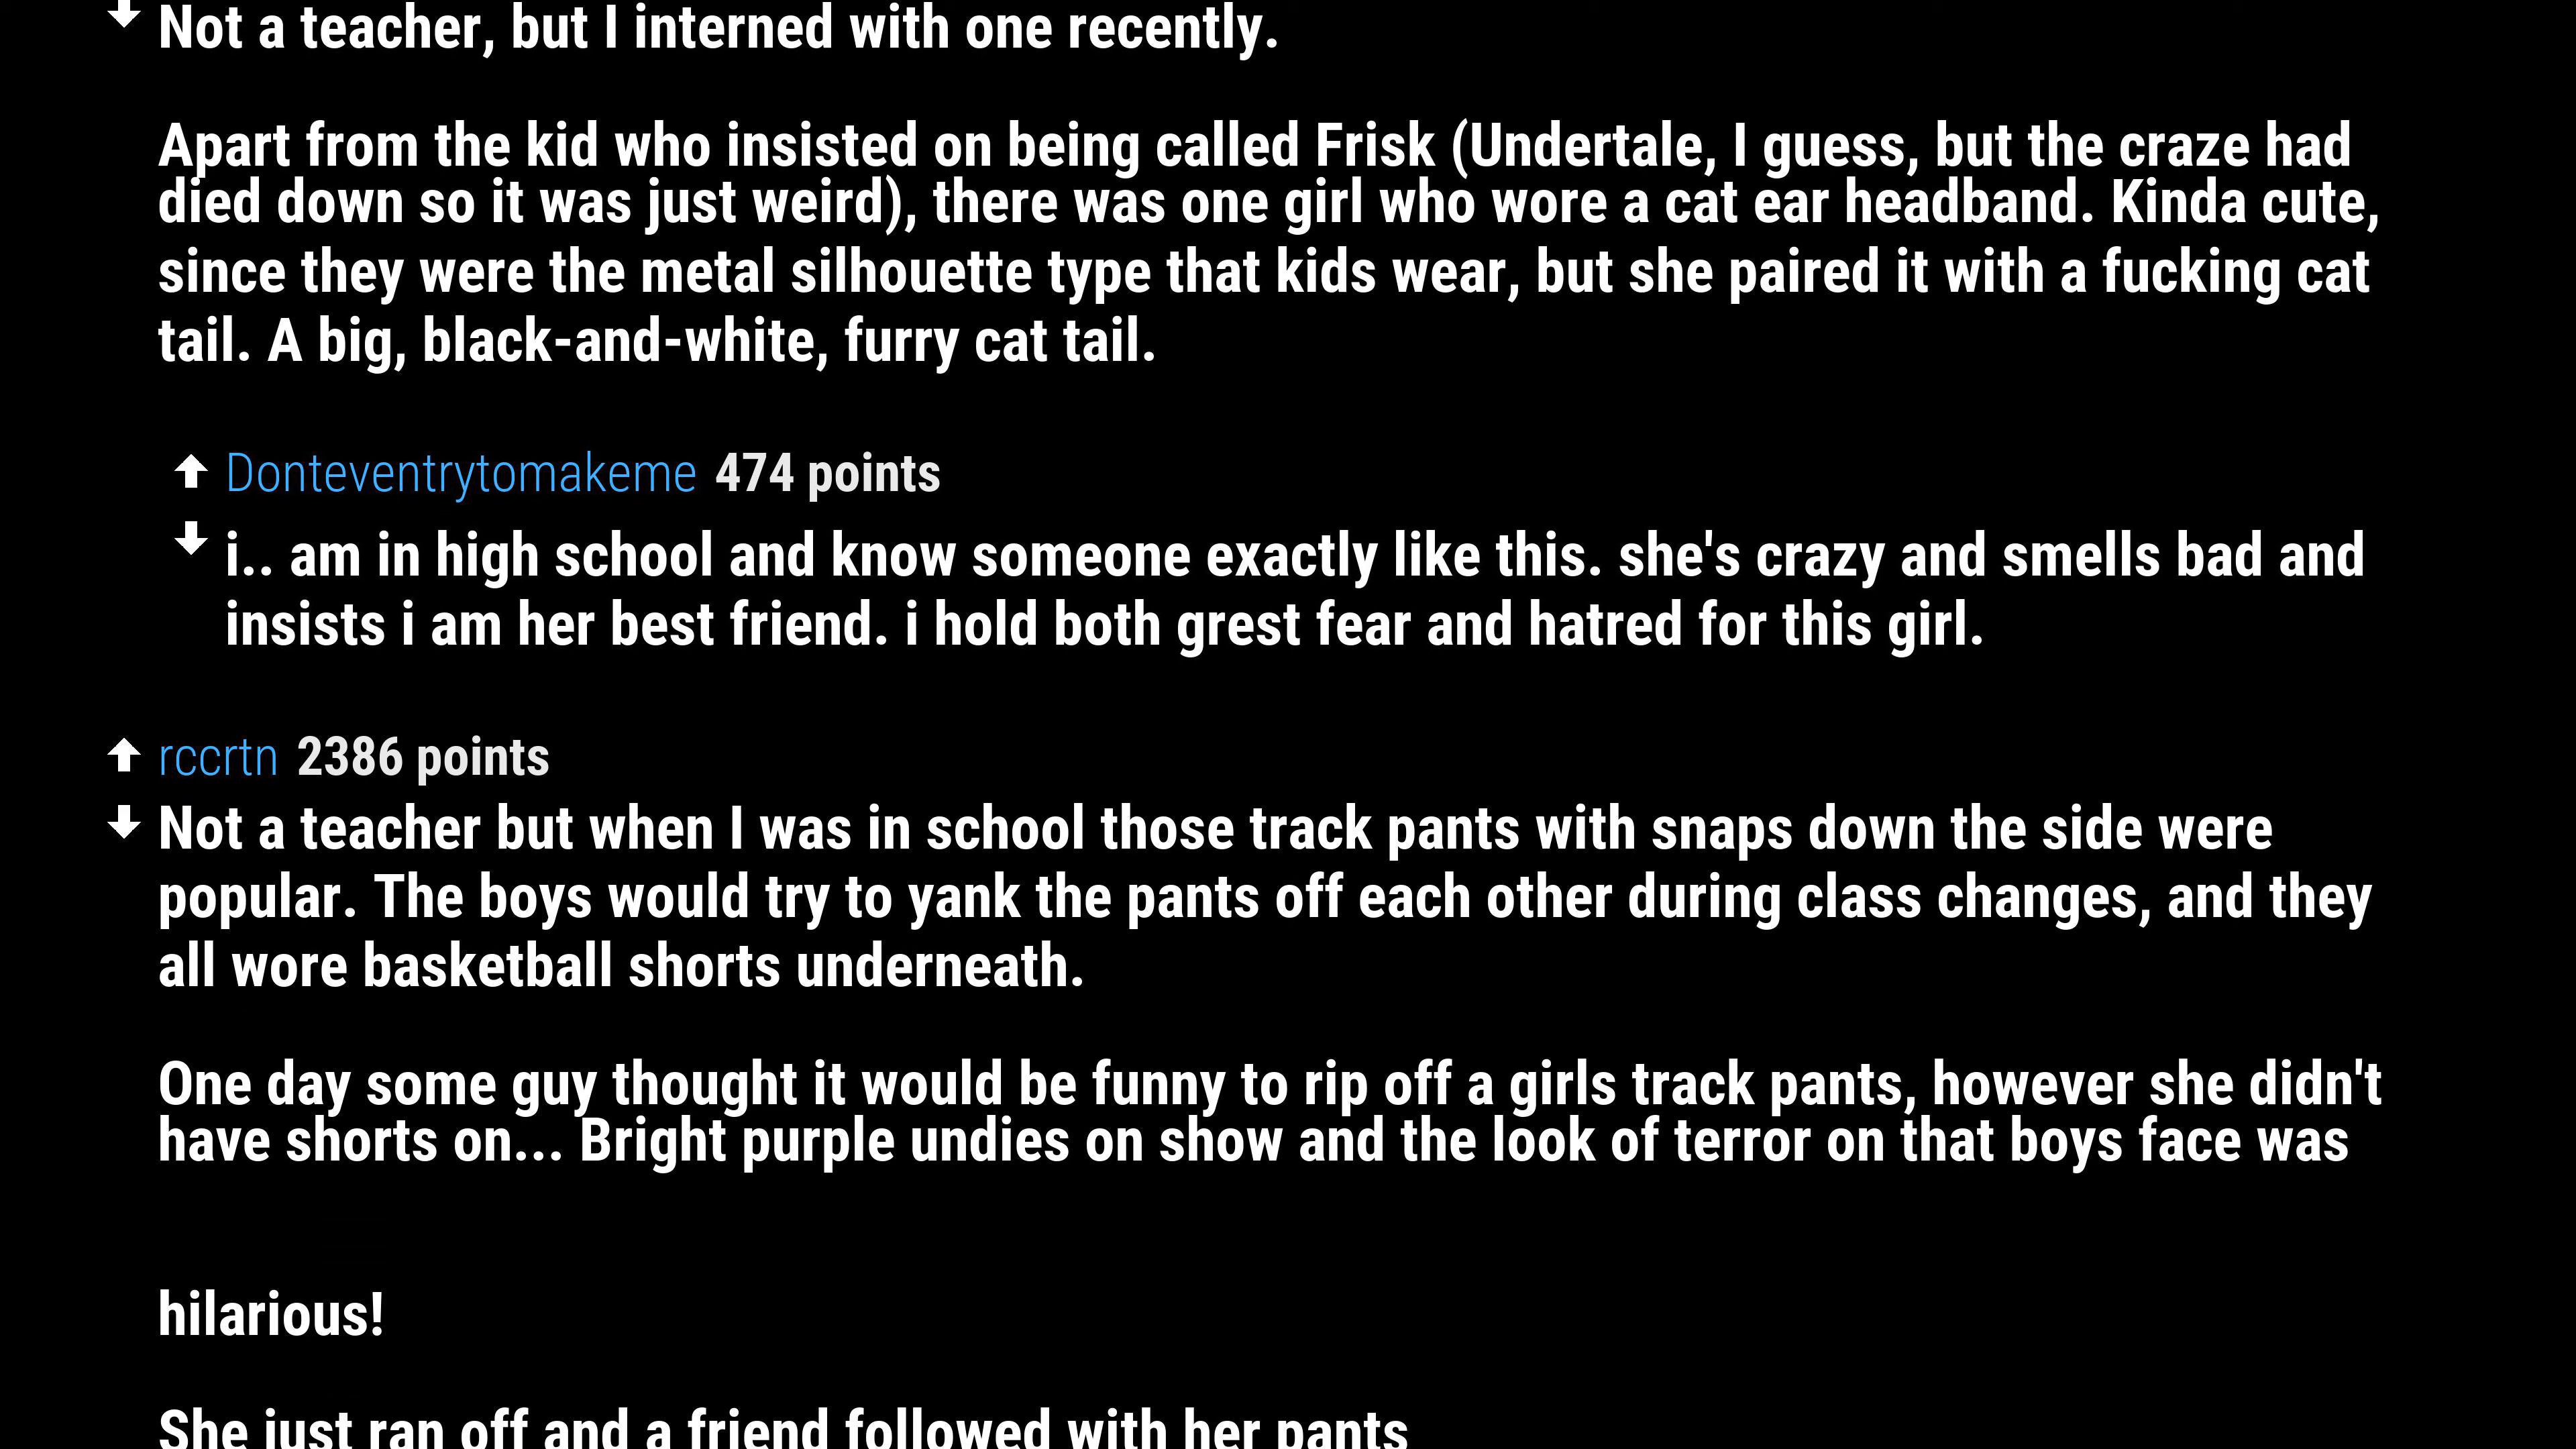 Not a teacher, but I interned with one recently.
Apart from the kid who insisted on being called Frisk (Undertale, I guess, but the craze had
died down so it was just weird), there was one girl who wore a cat ear headband. Kinda cute,
since they were the metal silhouette type that kids wear, but she paired it with a fucking cat
tail. A big, black-and-white, furry cat tail.
Donteventrytomakeme 474 points
i.. am in high school and know someone exactly like this. she's crazy and smells bad and
insists i am her best friend. i hold both grest fear and hatred for this girl.
rccrtn 2386 points
Not a teacher but when I was in school those track pants with snaps down the side were
popular. The boys would try to yank the pants off each other during class changes, and they
all wore basketball shorts underneath.
One day some guy thought it would be funny to rip off a girls track pants, however she didn't
have shorts on... Bright purple undies on show and the look of terror on that boys face was
hilarious!
She just ran off and a friend followed with her pants